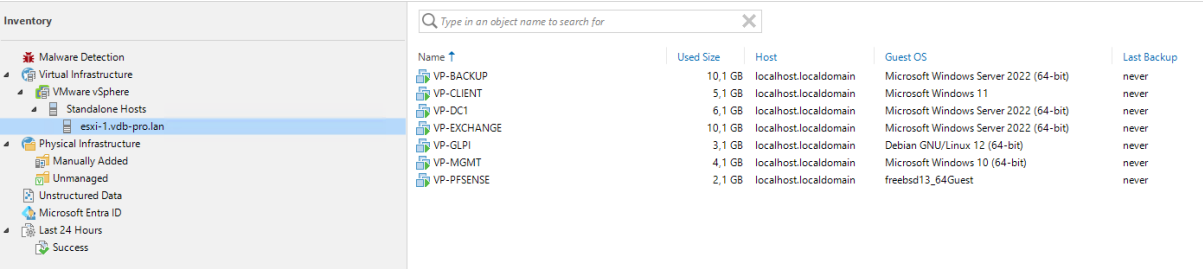 Inventory
Malware Detection
Virtual Infrastructure
VMware vSphere
Standalone Hosts
esxi-1.vdb-pro.lan
Physical Infrastructure
Manually Added
Unmanaged
Unstructured Data
Microsoft Entra ID
Last 24 Hours
Success
Type in an object name to search for
Name Used Size Host Guest OS Last Backup
VP-BACKUP 10,1 GB localhost.localdomain Microsoft Windows Server 2022 (64-bit) never
VP-CLIENT 5,1 GB localhost.localdomain Microsoft Windows 11 never
VP-DC1 6,1 GB localhost.localdomain Microsoft Windows Server 2022 (64-bit) never
VP-EXCHANGE 10,1 GB localhost.localdomain Microsoft Windows Server 2022 (64-bit) never
VP-GLPI 3,1 GB localhost.localdomain Debian GNU/Linux 12 (64-bit) never
VP-MGMT 4,1 GB localhost.localdomain Microsoft Windows 10 (64-bit) never
VP-PFSENSE 2,1 GB localhost.localdomain freebsd13_64Guest never